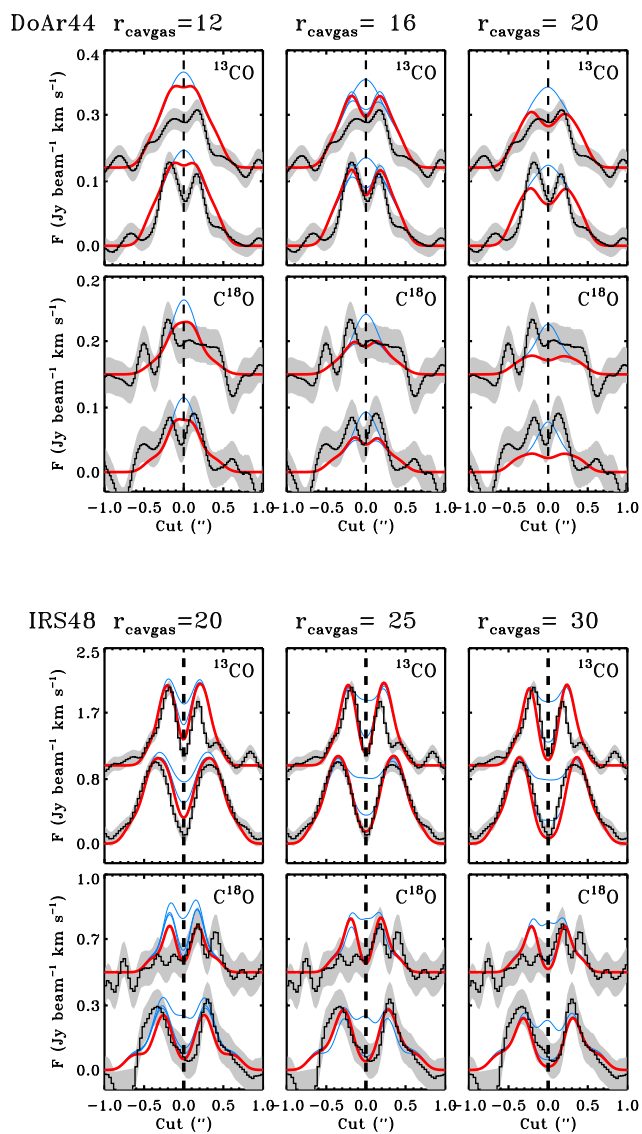 DoAr44 r_cavgas=12 r_cavgas= 16 r_cavgas= 20
F (Jy beam⁻¹ km s⁻¹)
0.4
0.3
0.1
0.0
¹³CO ¹³CO ¹³CO
F (Jy beam⁻¹ km s⁻¹)
0.2
0.2
0.1
0.0
C¹⁸O C¹⁸O C¹⁸O
-1.0 -0.5 0.0 0.5 1.0 -1.0 -0.5 0.0 0.5 1.0 -1.0 -0.5 0.0 0.5 1.0
Cut (″) Cut (″) Cut (″)
IRS48 r_cavgas=20 r_cavgas= 25 r_cavgas= 30
F (Jy beam⁻¹ km s⁻¹)
2.5
1.7
0.8
0.0
¹³CO ¹³CO ¹³CO
F (Jy beam⁻¹ km s⁻¹)
1.0
0.7
0.3
0.0
C¹⁸O C¹⁸O C¹⁸O
-1.0 -0.5 0.0 0.5 1.0 -1.0 -0.5 0.0 0.5 1.0 -1.0 -0.5 0.0 0.5 1.0
Cut (″) Cut (″) Cut (″)